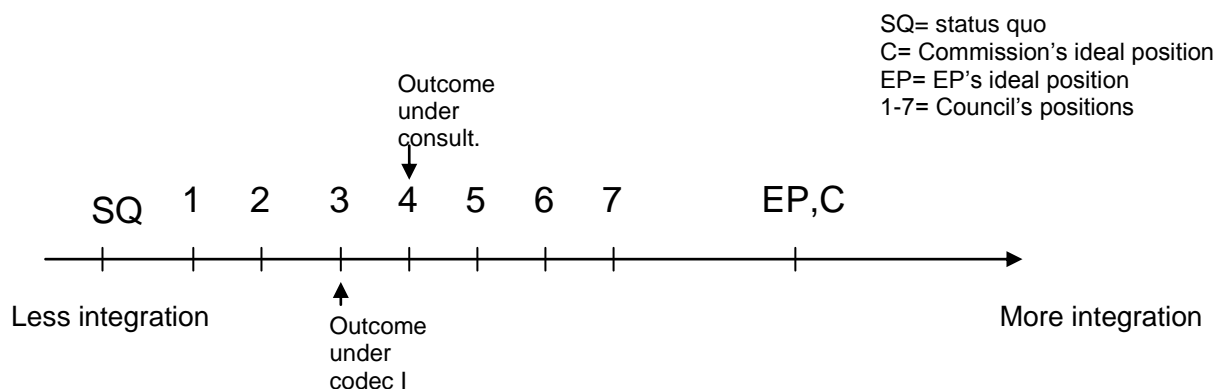 SQ= status quo
C= Commission's ideal position
EP= EP's ideal position
1-7= Council's positions
Outcome
under
consult.
SQ 1 2 3 4 5 6 7 EP,C
Less integration
More integration
Outcome
under
codec I